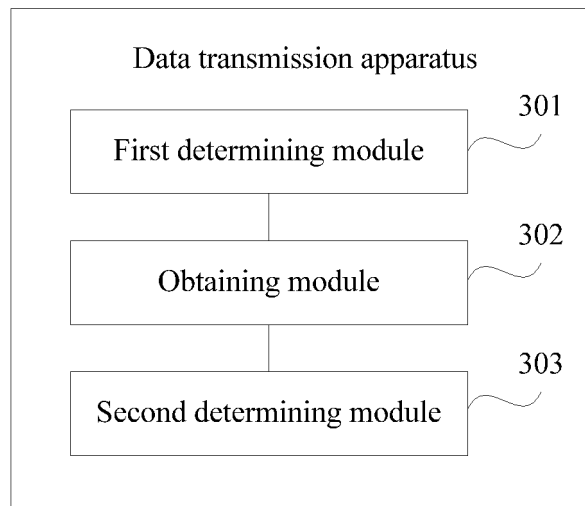 Data transmission apparatus
301
First determining module
302
Obtaining module
303
Second determining module